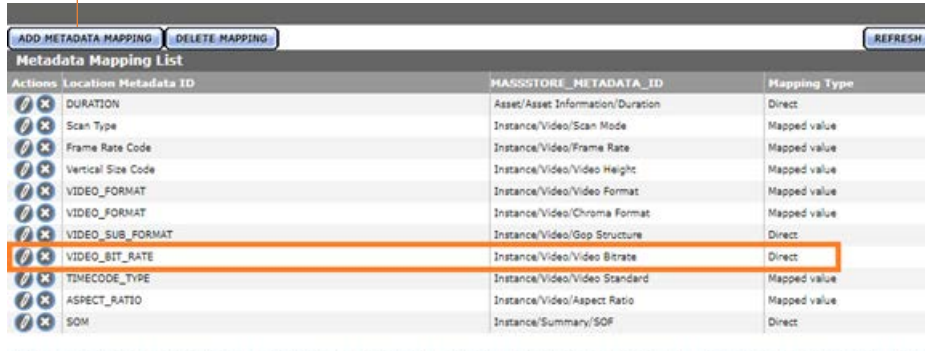 ADD METADATA MAPPING DELETE MAPPING REFRESH
Metadata Mapping List
Actions Location Metadata ID MASSSTORE_METADATA_ID Mapping Type
DURATION Asset/Asset Information/Duration Direct
Scan Type Instance/Video/Scan Mode Mapped value
Frame Rate Code Instance/Video/Frame Rate Mapped value
Vertical Size Code Instance/Video/Video Height Mapped value
VIDEO_FORMAT Instance/Video/Video Format Mapped value
VIDEO_FORMAT Instance/Video/Chroma Format Mapped value
VIDEO_SUB_FORMAT Instance/Video/Gop Structure Direct
VIDEO_BIT_RATE Instance/Video/Video Bitrate Direct
TIMECODE_TYPE Instance/Video/Video Standard Mapped value
ASPECT_RATIO Instance/Video/Aspect Ratio Mapped value
SOM Instance/Summary/SOF Direct